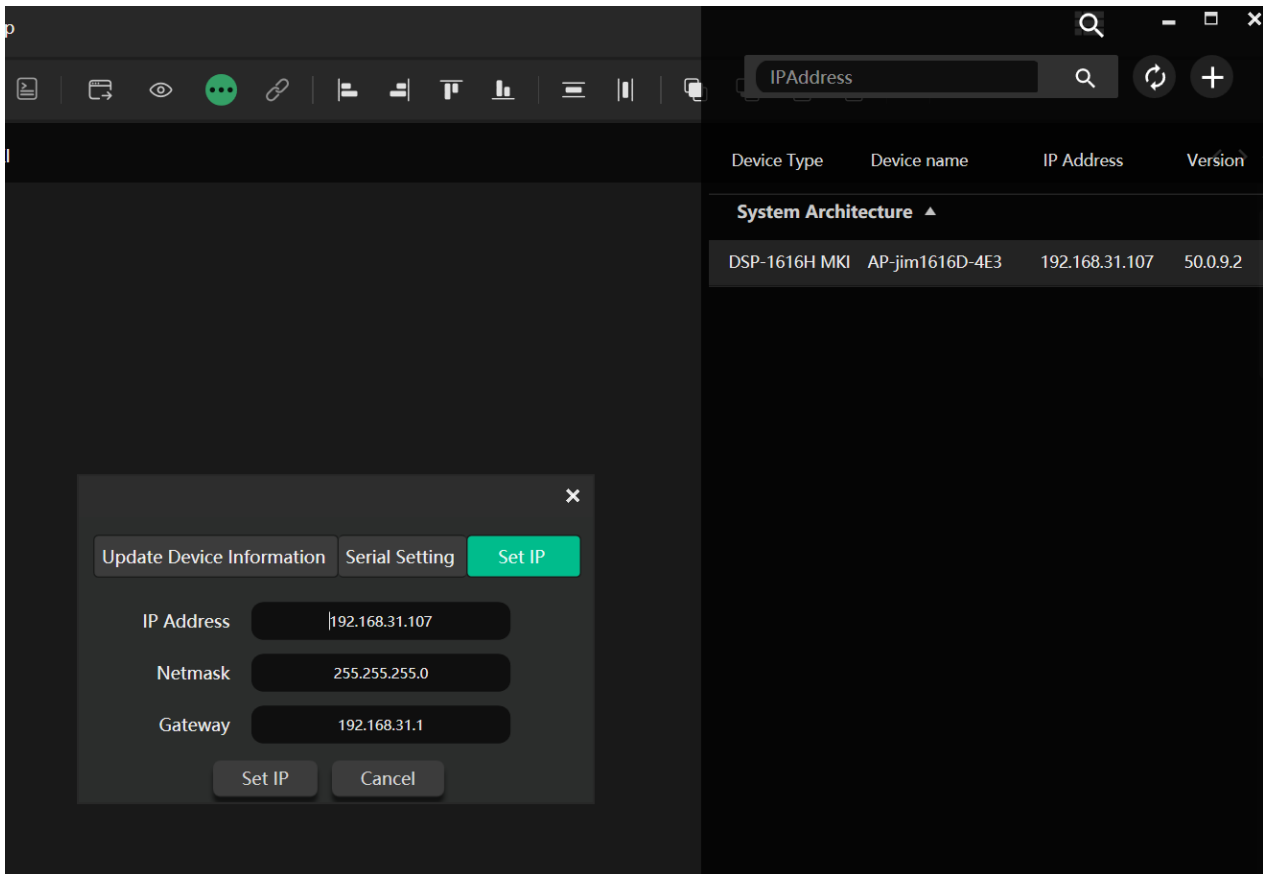 p
IPAddress
Device Type Device name IP Address Version
System Architecture
DSP-1616H MKI AP-jim1616D-4E3 192.168.31.107 50.0.9.2
Update Device Information Serial Setting Set IP
IP Address 192.168.31.107
Netmask 255.255.255.0
Gateway 192.168.31.1
Set IP Cancel